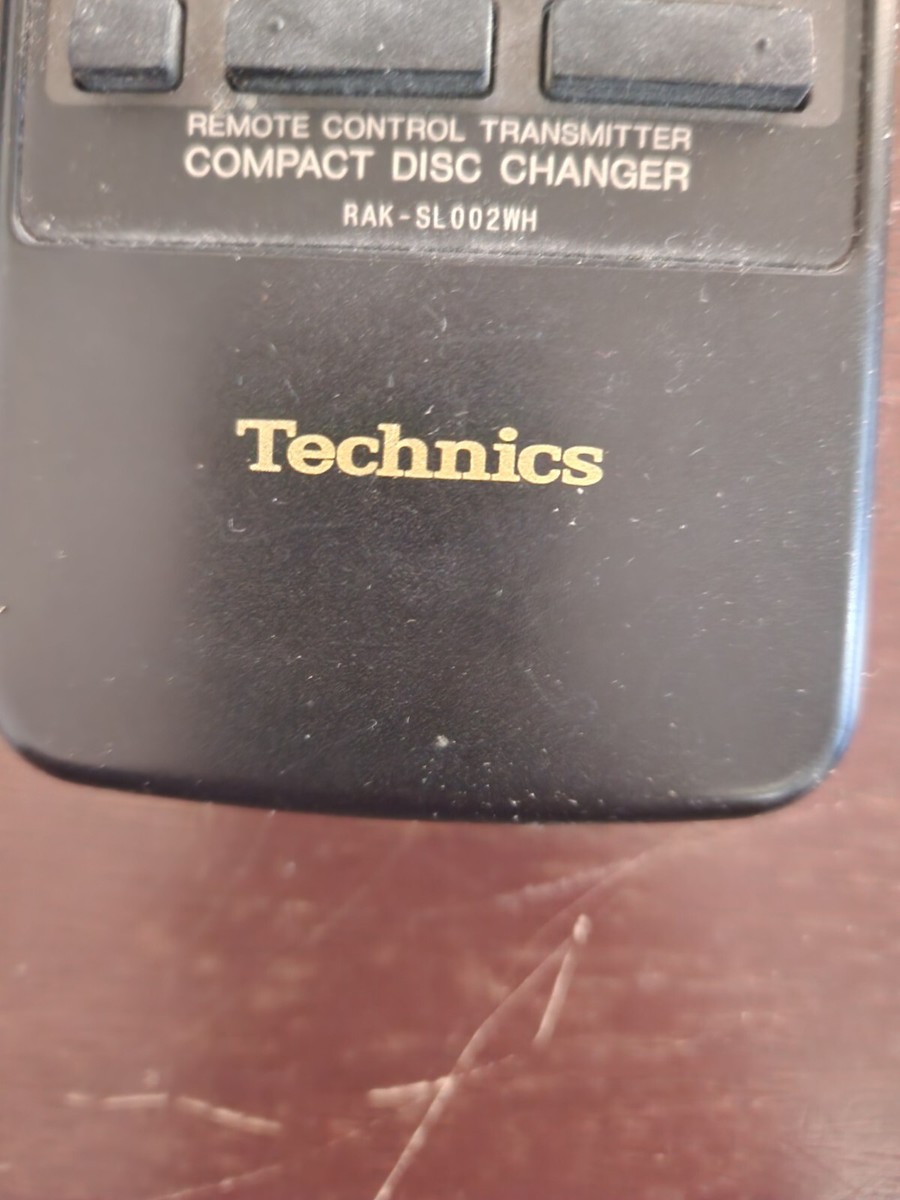 REMOTE CONTROL TRANSMITTER
COMPACT DISC CHANGER
RAK-SL002WH
Technics